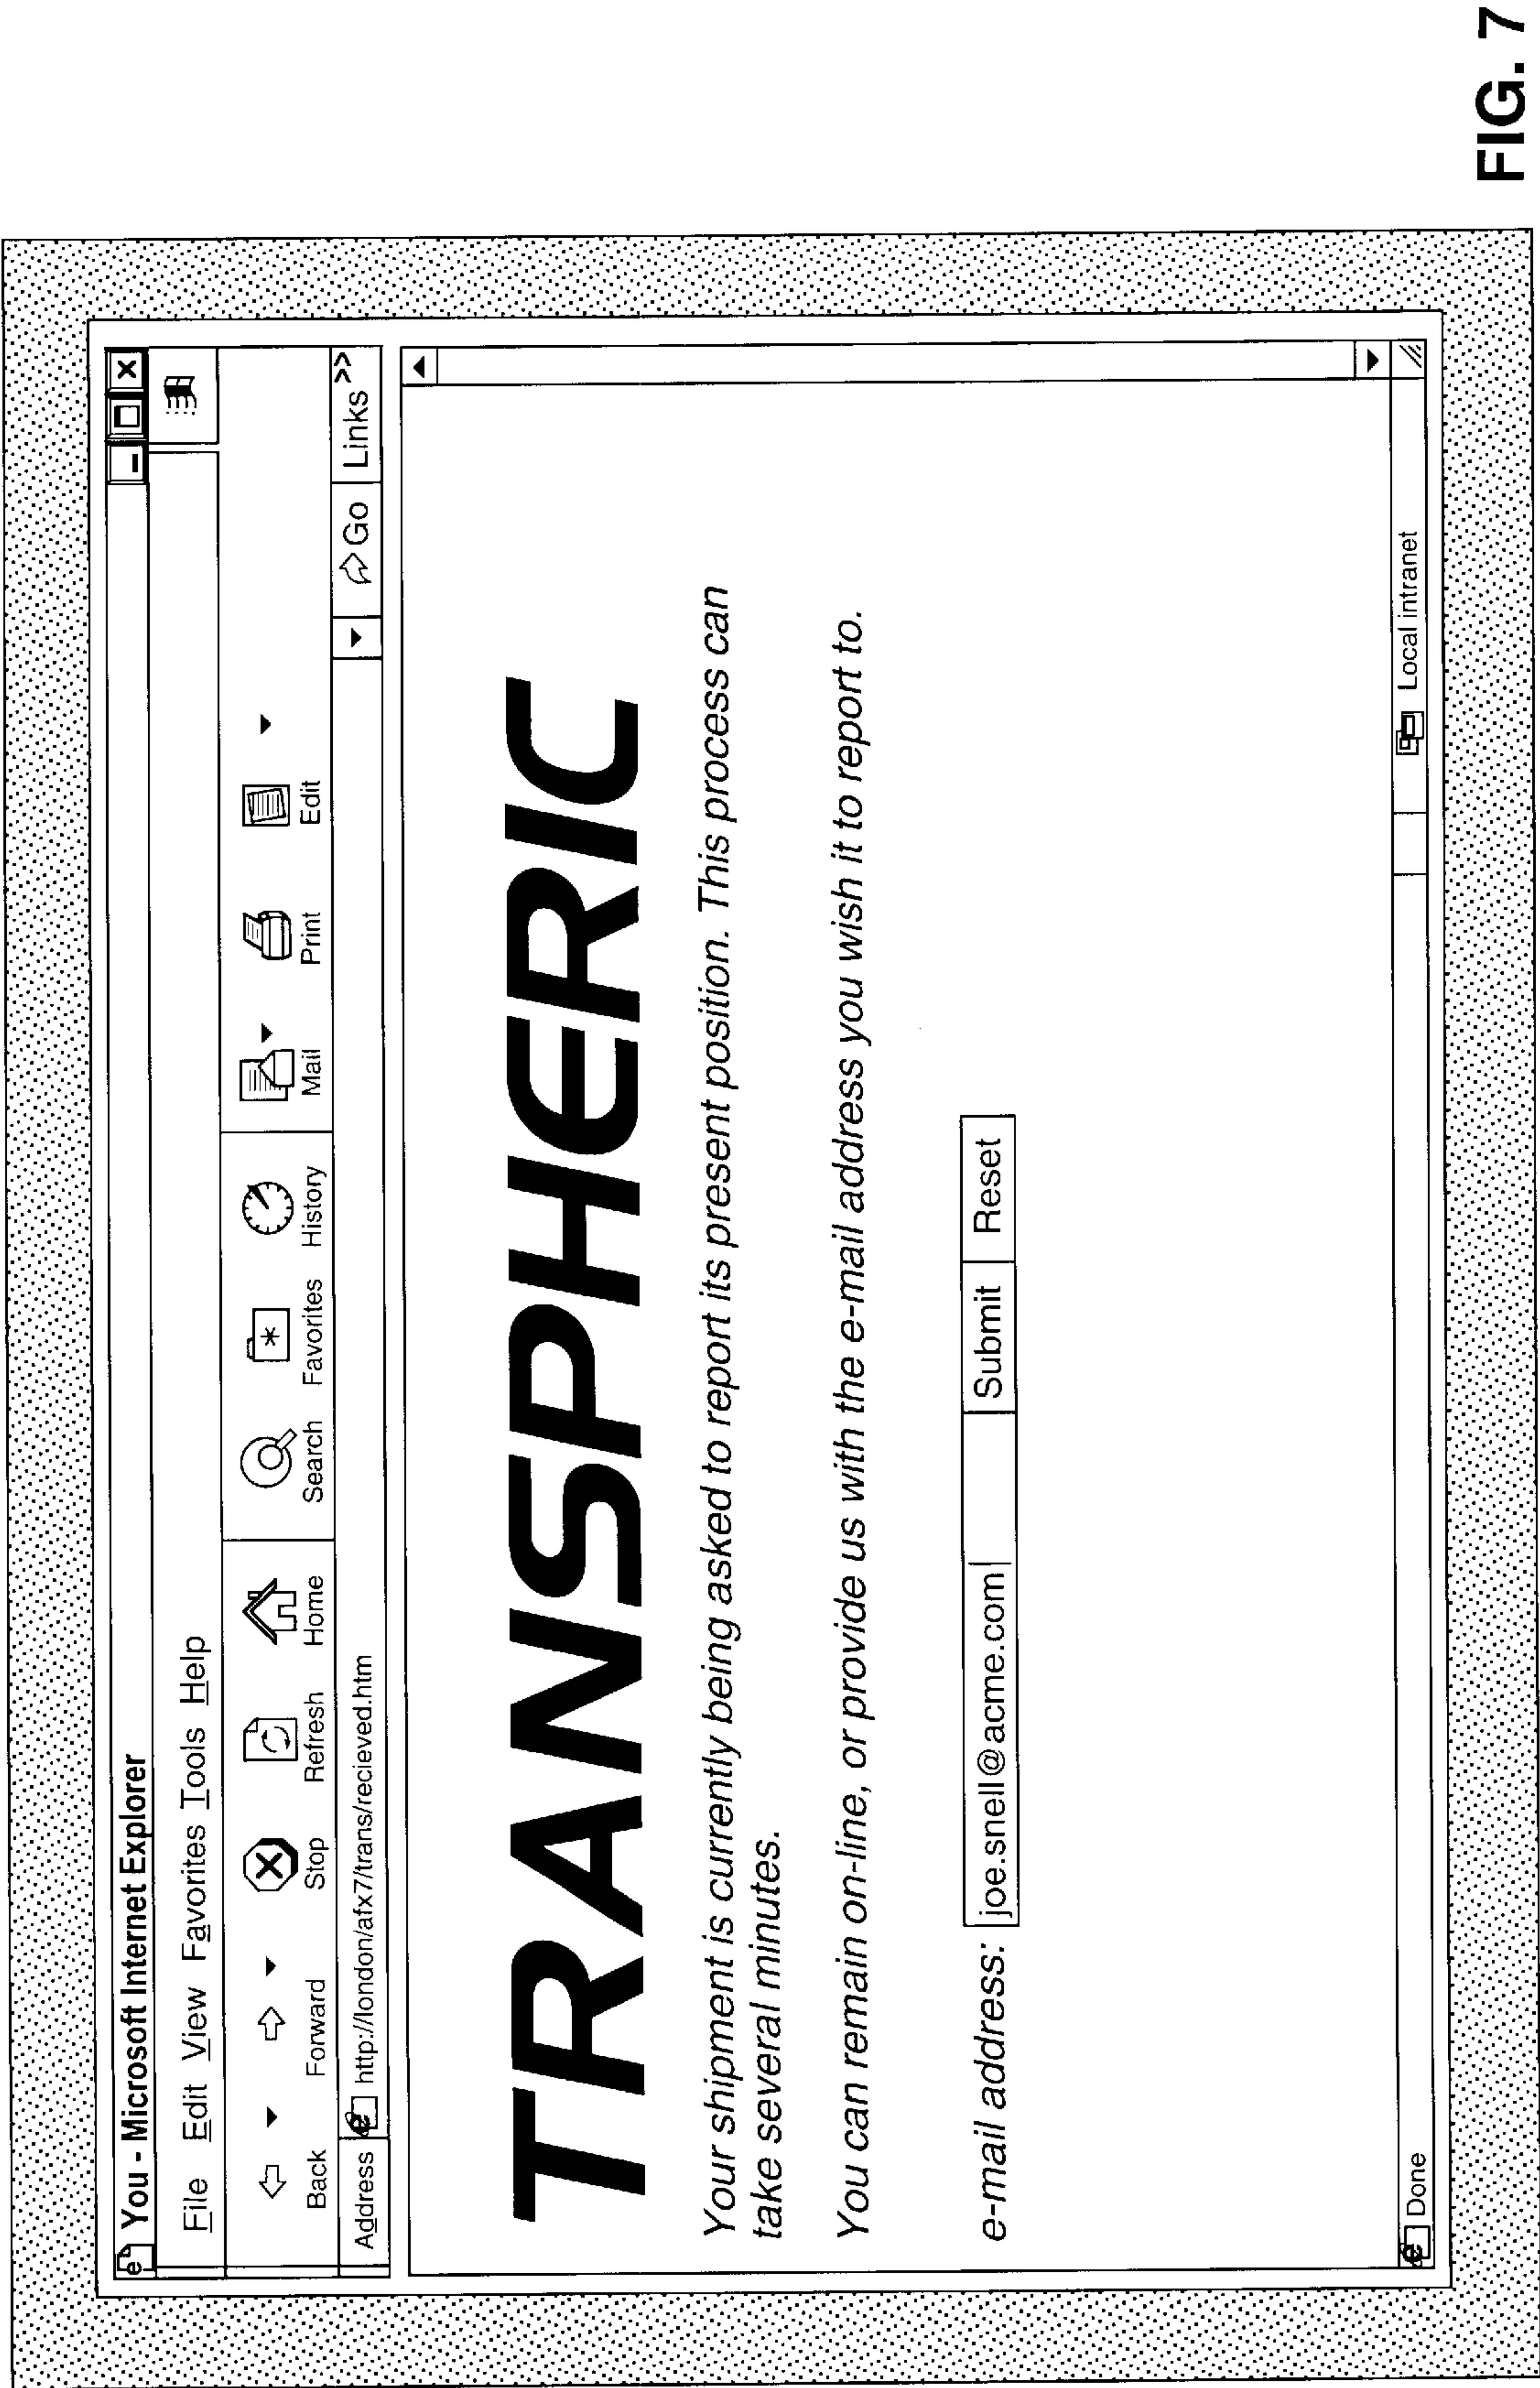 You - Microsoft Internet Explorer
File Edit View Favorites Tools Help
Back Forward Stop Refresh Home Search Favorites History Mail Print Edit
Address http://london/afx7/trans/recieved.htm Go Links >>
TRANSPHERIC
Your shipment is currently being asked to report its present position. This process can
take several minutes.
You can remain on-line, or provide us with the e-mail address you wish it to report to.
e-mail address: joe.snell@acme.com Submit Reset
Done Local intranet
FIG. 7